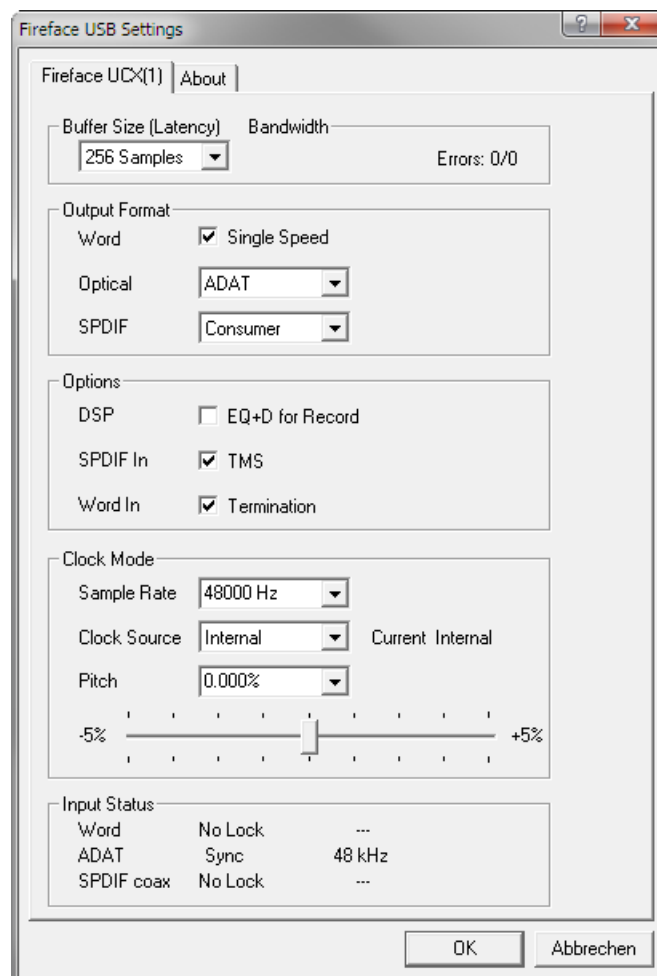 Fireface USB Settings
Fireface UCX(1) About
Buffer Size (Latency) Bandwidth
256 Samples Errors: 0/0
Output Format
Word Single Speed
Optical ADAT
SPDIF Consumer
Options
DSP EQ+D for Record
SPDIF In TMS
Word In Termination
Clock Mode
Sample Rate 48000 Hz
Clock Source Internal Current Internal
Pitch 0.000%
-5% +5%
Input Status
Word No Lock ---
ADAT Sync 48 kHz
SPDIF coax No Lock ---
OK Abbrechen